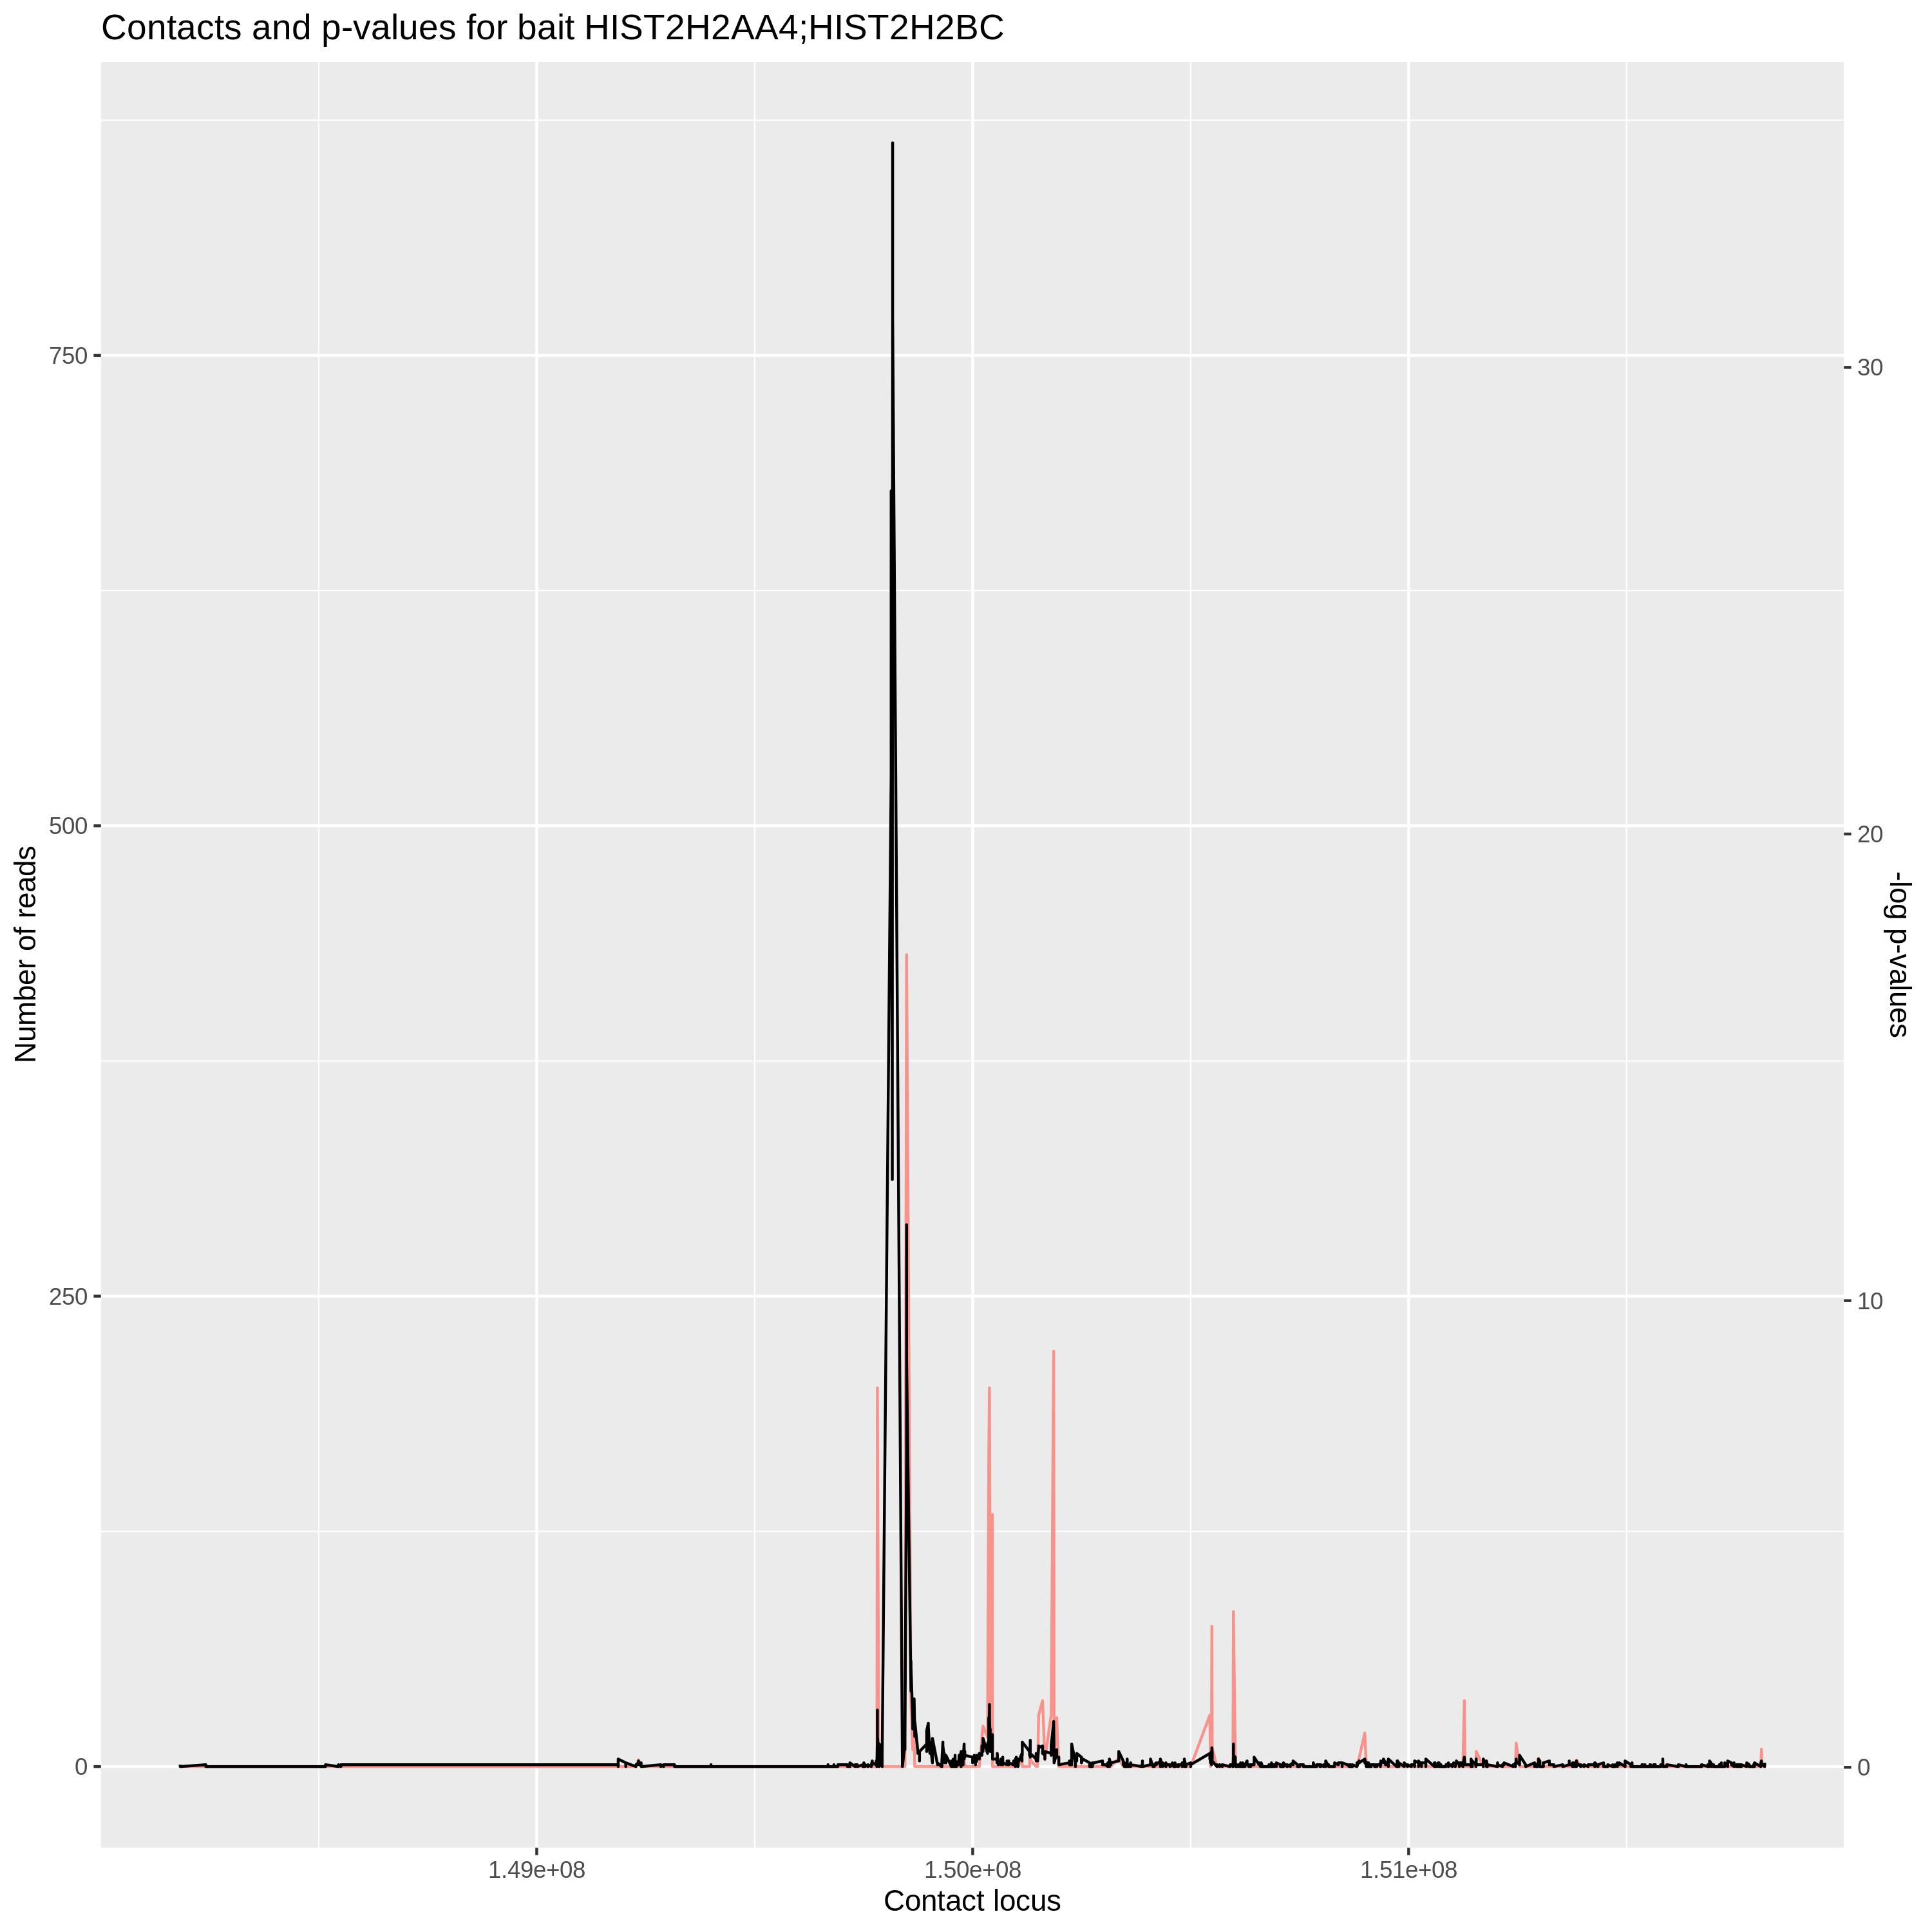 Contacts and p-values for bait HIST2H2AA4;HIST2H2BC
750
500
250
0
30
20
10
0
Number of reads
-log p-values
1.49e+08
1.50e+08
1.51e+08
Contact locus